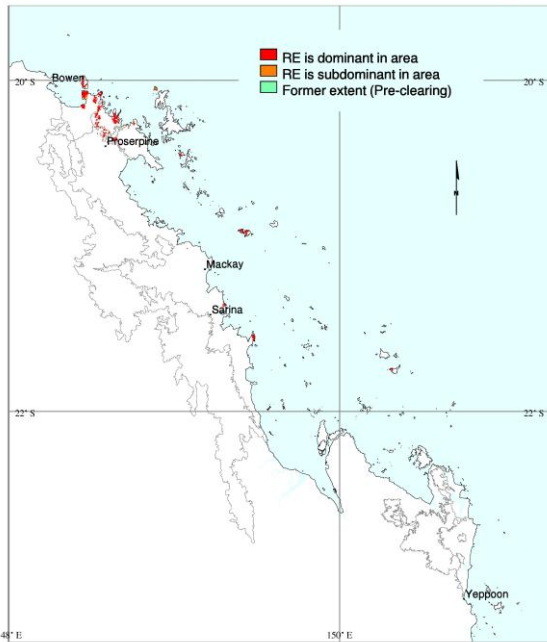 RE is dominant in area
RE is subdominant in area
Former extent (Pre-clearing)
20° S
Bowen
20° S
Proserpine
N
Mackay
Sarina
22° S
22° S
Yeppoon
48° E
150° E